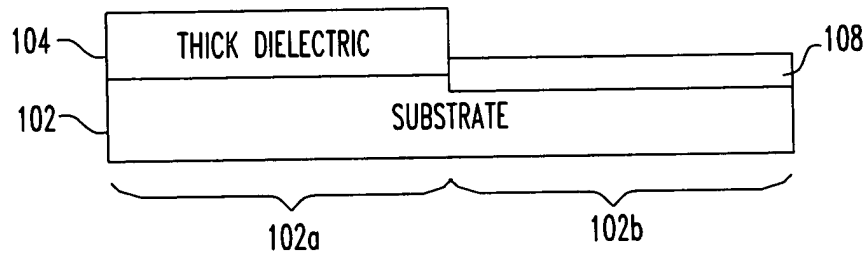 104
THICK DIELECTRIC
108
102
SUBSTRATE
102a
102b